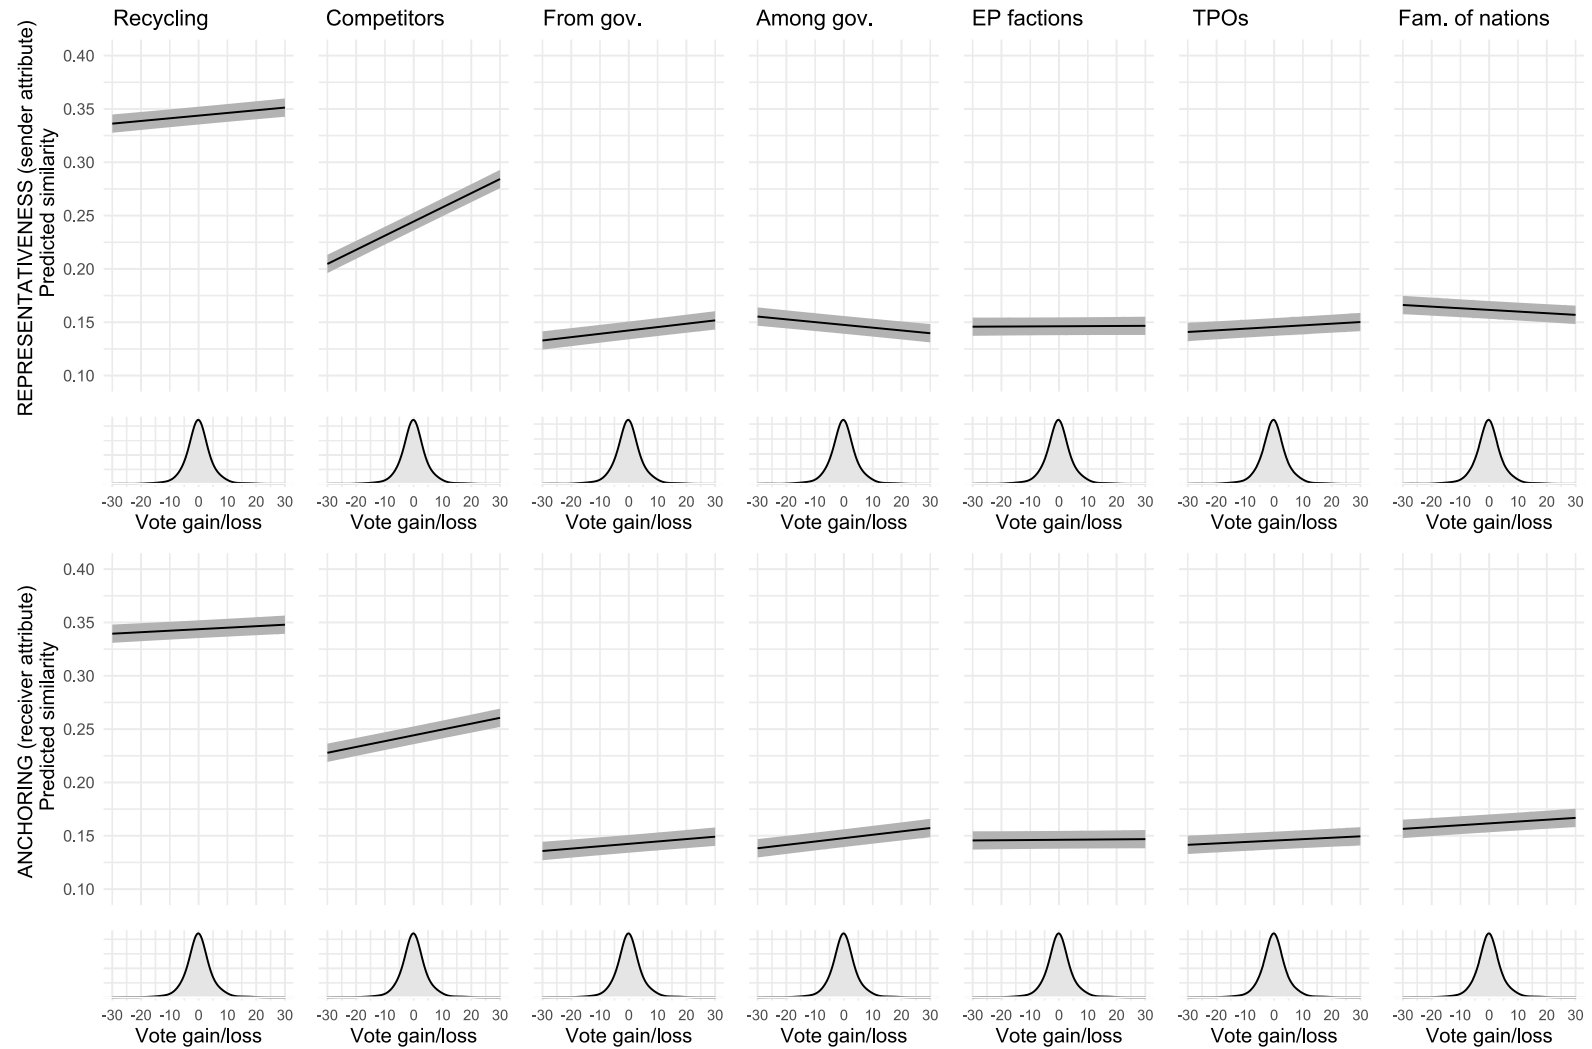 Recycling Competitors From gov. Among gov. EP factions TPOs Fam. of nations
REPRESENTATIVENESS (sender attribute)
Predicted similarity
0.40
0.35
0.30
0.25
0.20
0.15
0.10
-30 -20 -10 0 10 20 30 -30 -20 -10 0 10 20 30 -30 -20 -10 0 10 20 30 -30 -20 -10 0 10 20 30 -30 -20 -10 0 10 20 30 -30 -20 -10 0 10 20 30 -30 -20 -10 0 10 20 30
Vote gain/loss Vote gain/loss Vote gain/loss Vote gain/loss Vote gain/loss Vote gain/loss Vote gain/loss
ANCHORING (receiver attribute)
Predicted similarity
0.40
0.35
0.30
0.25
0.20
0.15
0.10
-30 -20 -10 0 10 20 30 -30 -20 -10 0 10 20 30 -30 -20 -10 0 10 20 30 -30 -20 -10 0 10 20 30 -30 -20 -10 0 10 20 30 -30 -20 -10 0 10 20 30 -30 -20 -10 0 10 20 30
Vote gain/loss Vote gain/loss Vote gain/loss Vote gain/loss Vote gain/loss Vote gain/loss Vote gain/loss